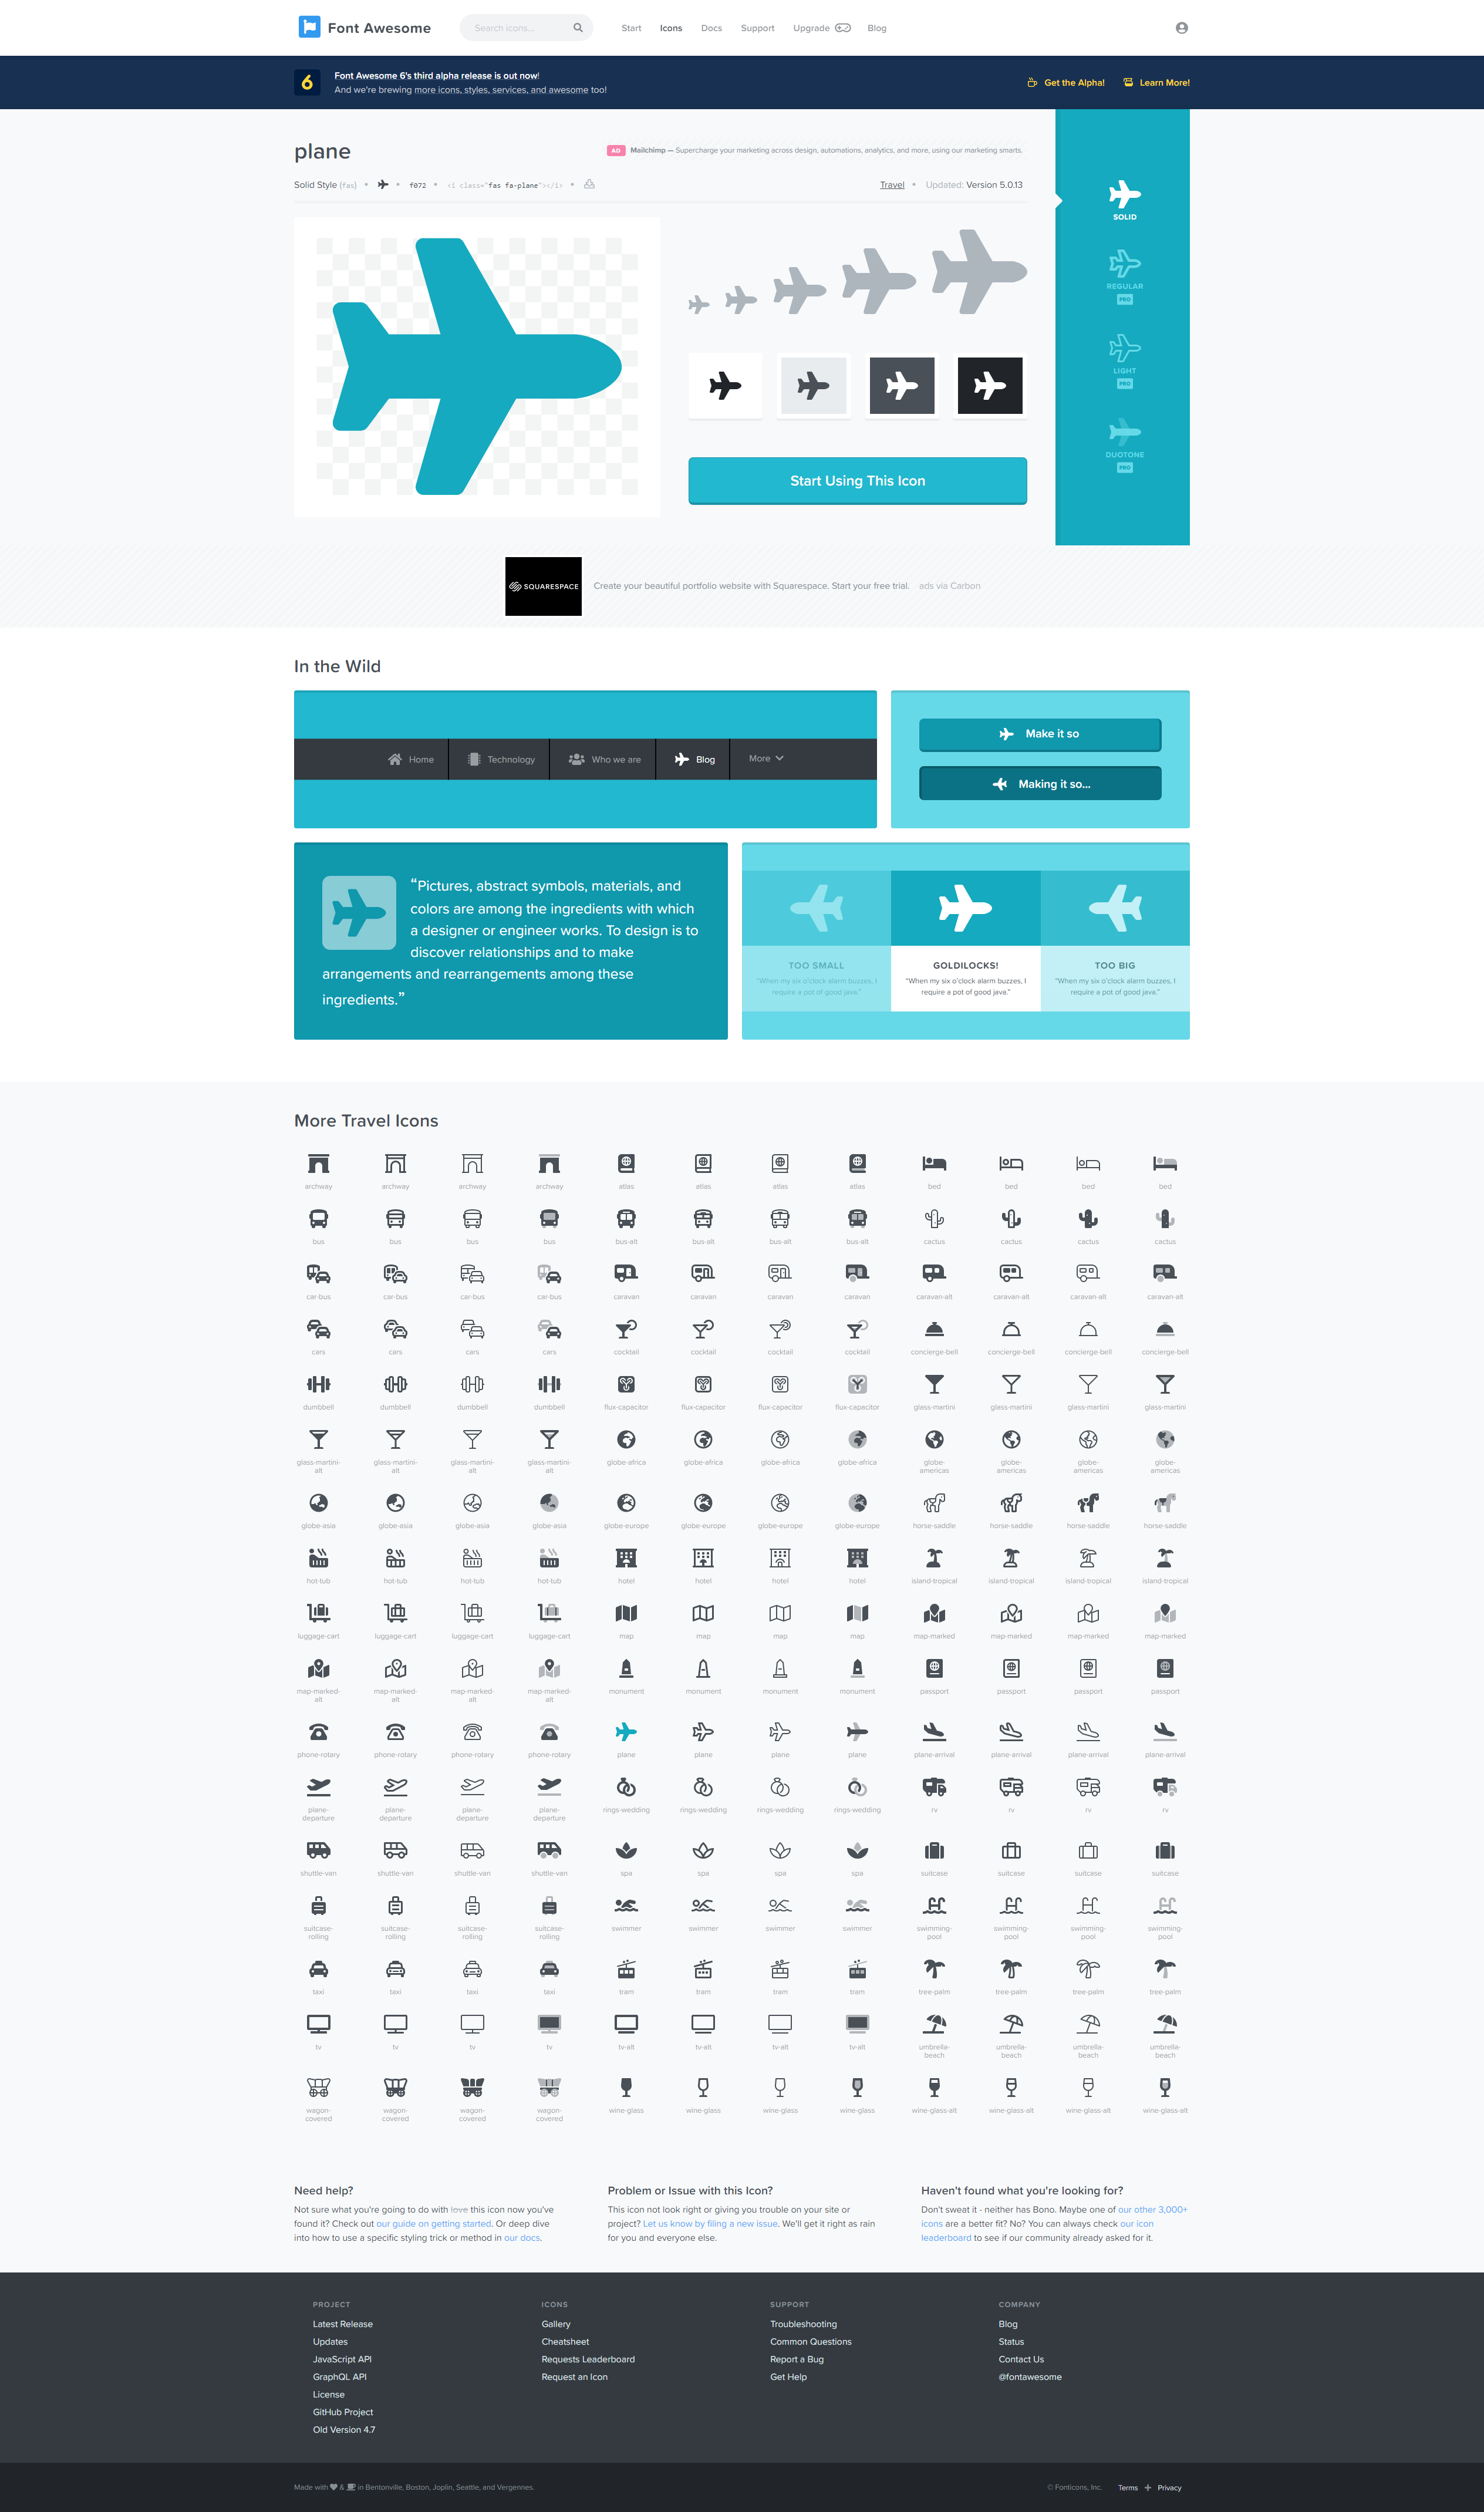 Font Awesome
Search icons...
Start Icons Docs Support Upgrade Blog
6
Font Awesome 6's third alpha release is out now!
And we're brewing more icons, styles, services, and awesome too!
Get the Alpha! Learn More!
plane
AD Mailchimp — Supercharge your marketing across design, automations, analytics, and more, using our marketing smarts.
Solid Style (fas) • • f072 • <i class="fas fa-plane"></i> •
Travel • Updated: Version 5.0.13
SOLID
REGULAR
PRO
LIGHT
PRO
DUOTONE
PRO
Start Using This Icon
SQUARESPACE
Create your beautiful portfolio website with Squarespace. Start your free trial. ads via Carbon
In the Wild
Home Technology Who we are Blog More
Make it so
Making it so...
“Pictures, abstract symbols, materials, and
colors are among the ingredients with which
a designer or engineer works. To design is to
discover relationships and to make
arrangements and rearrangements among these
ingredients.”
TOO SMALL
"When my six o'clock alarm buzzes, I
require a pot of good java."
GOLDILOCKS!
"When my six o'clock alarm buzzes, I
require a pot of good java."
TOO BIG
"When my six o'clock alarm buzzes, I
require a pot of good java."
More Travel Icons
archway archway archway archway atlas atlas atlas atlas bed bed bed bed
bus bus bus bus bus-alt bus-alt bus-alt bus-alt cactus cactus cactus cactus
car-bus car-bus car-bus car-bus caravan caravan caravan caravan caravan-alt caravan-alt caravan-alt caravan-alt
cars cars cars cars cocktail cocktail cocktail cocktail concierge-bell concierge-bell concierge-bell concierge-bell
dumbbell dumbbell dumbbell dumbbell flux-capacitor flux-capacitor flux-capacitor flux-capacitor glass-martini glass-martini glass-martini glass-martini
glass-martini- glass-martini- glass-martini- glass-martini- globe-africa globe-africa globe-africa globe-africa globe- globe- globe- globe-
alt alt alt alt americas americas americas americas
globe-asia globe-asia globe-asia globe-asia globe-europe globe-europe globe-europe globe-europe horse-saddle horse-saddle horse-saddle horse-saddle
hot-tub hot-tub hot-tub hot-tub hotel hotel hotel hotel island-tropical island-tropical island-tropical island-tropical
luggage-cart luggage-cart luggage-cart luggage-cart map map map map map-marked map-marked map-marked map-marked
map-marked- map-marked- map-marked- map-marked- monument monument monument monument passport passport passport passport
alt alt alt alt
phone-rotary phone-rotary phone-rotary phone-rotary plane plane plane plane plane-arrival plane-arrival plane-arrival plane-arrival
plane- plane- plane- plane- rings-wedding rings-wedding rings-wedding rings-wedding rv rv rv rv
departure departure departure departure
shuttle-van shuttle-van shuttle-van shuttle-van spa spa spa spa suitcase suitcase suitcase suitcase
suitcase- suitcase- suitcase- suitcase- swimmer swimmer swimmer swimmer swimming- swimming- swimming- swimming-
rolling rolling rolling rolling pool pool pool pool
taxi taxi taxi taxi tram tram tram tram tree-palm tree-palm tree-palm tree-palm
tv tv tv tv tv-alt tv-alt tv-alt tv-alt umbrella- umbrella- umbrella- umbrella-
beach beach beach beach
wagon- wagon- wagon- wagon- wine-glass wine-glass wine-glass wine-glass wine-glass-alt wine-glass-alt wine-glass-alt wine-glass-alt
covered covered covered covered
Need help?
Not sure what you're going to do with love this icon now you've
found it? Check out our guide on getting started. Or deep dive
into how to use a specific styling trick or method in our docs.
Problem or Issue with this Icon?
This icon not look right or giving you trouble on your site or
project? Let us know by filing a new issue. We'll get it right as rain
for you and everyone else.
Haven't found what you're looking for?
Don't sweat it - neither has Bono. Maybe one of our other 3,000+
icons are a better fit? No? You can always check our icon
leaderboard to see if our community already asked for it.
PROJECT
Latest Release
Updates
JavaScript API
GraphQL API
License
GitHub Project
Old Version 4.7
ICONS
Gallery
Cheatsheet
Requests Leaderboard
Request an Icon
SUPPORT
Troubleshooting
Common Questions
Report a Bug
Get Help
COMPANY
Blog
Status
Contact Us
@fontawesome
Made with & in Bentonville, Boston, Joplin, Seattle, and Vergennes.
© Fonticons, Inc. Terms Privacy